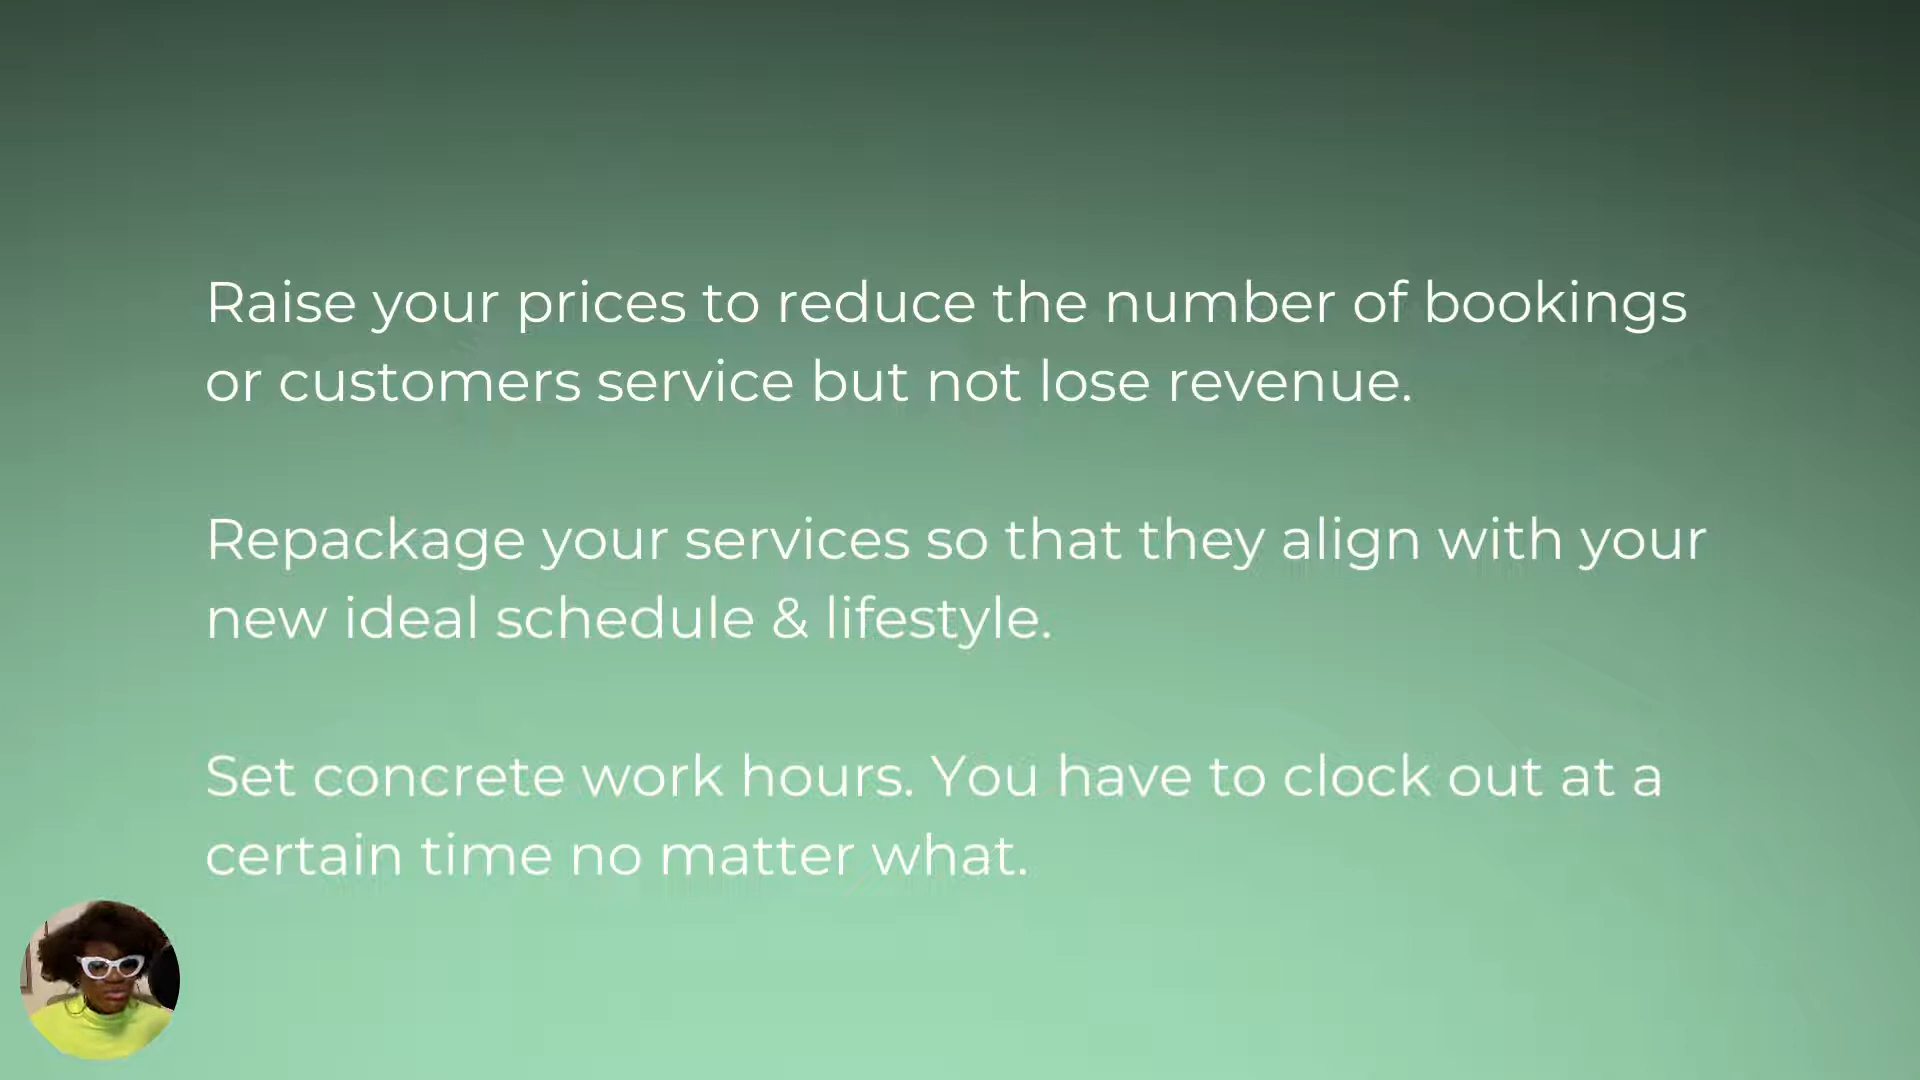 Raise your prices to reduce the number of bookings
or customers service but not lose revenue.
Repackage your services so that they align with your
new ideal schedule & lifestyle.
Set concrete work hours. You have to clock out at a
certain time no matter what.